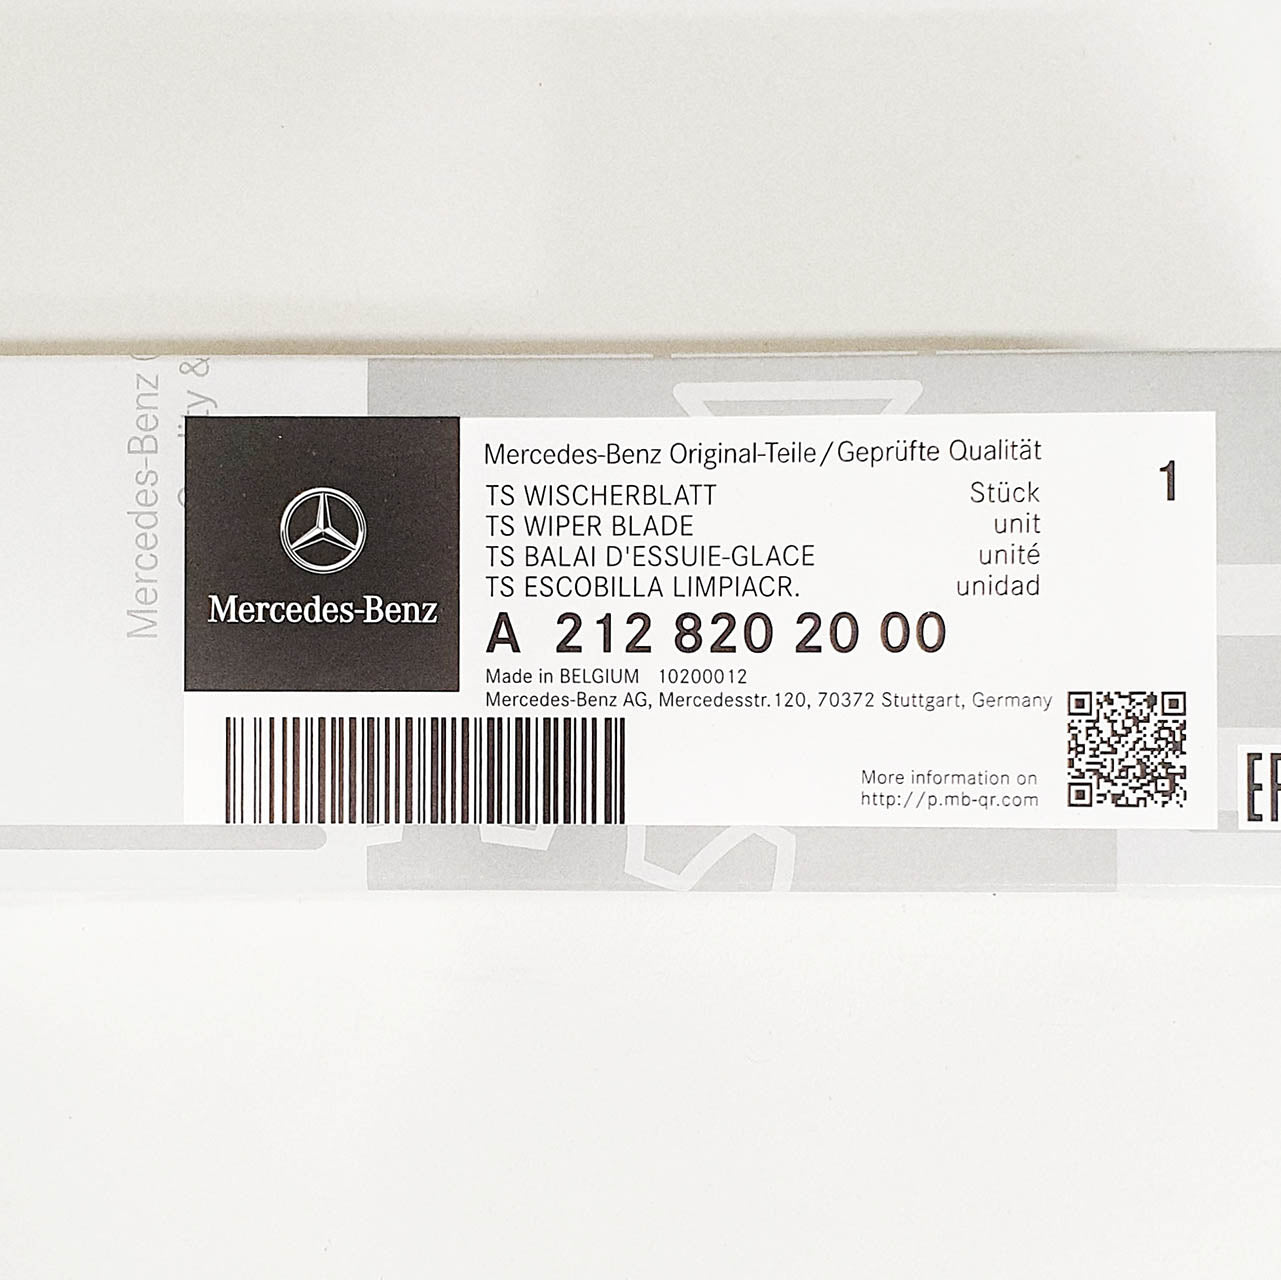 Mercedes-Benz
Mercedes-Benz
Mercedes-Benz Original-Teile/Geprüfte Qualität
1
TS WISCHERBLATT Stück
TS WIPER BLADE unit
TS BALAI D'ESSUIE-GLACE unité
TS ESCOBILLA LIMPIACR. unidad
A 212 820 20 00
Made in BELGIUM 10200012
Mercedes-Benz AG, Mercedesstr.120, 70372 Stuttgart, Germany
More information on
http://p.mb-qr.com